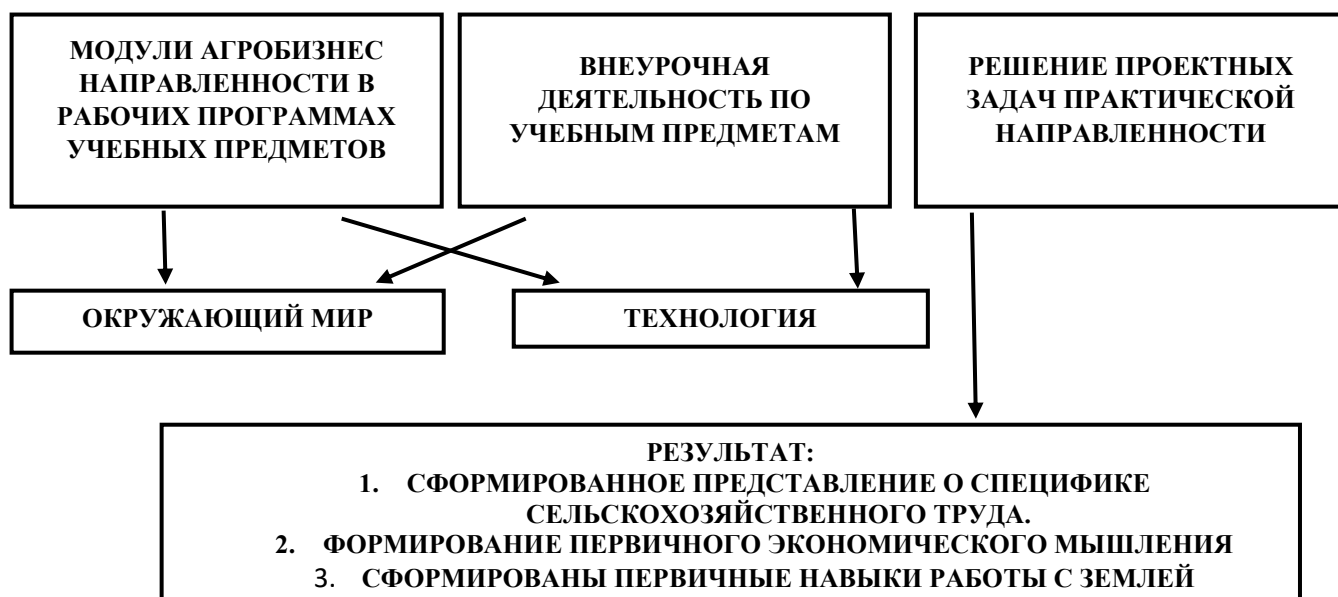 МОДУЛИ АГРОБИЗНЕС
НАПРАВЛЕННОСТИ В
РАБОЧИХ ПРОГРАММАХ
УЧЕБНЫХ ПРЕДМЕТОВ
ВНЕУРОЧНАЯ
ДЕЯТЕЛЬНОСТЬ ПО
УЧЕБНЫМ ПРЕДМЕТАМ
РЕШЕНИЕ ПРОЕКТНЫХ
ЗАДАЧ ПРАКТИЧЕСКОЙ
НАПРАВЛЕННОСТИ
ОКРУЖАЮЩИЙ МИР
ТЕХНОЛОГИЯ
РЕЗУЛЬТАТ:
1. СФОРМИРОВАННОЕ ПРЕДСТАВЛЕНИЕ О СПЕЦИФИКЕ
СЕЛЬСКОХОЗЯЙСТВЕННОГО ТРУДА.
2. ФОРМИРОВАНИЕ ПЕРВИЧНОГО ЭКОНОМИЧЕСКОГО МЫШЛЕНИЯ
3. СФОРМИРОВАНЫ ПЕРВИЧНЫЕ НАВЫКИ РАБОТЫ С ЗЕМЛЕЙ